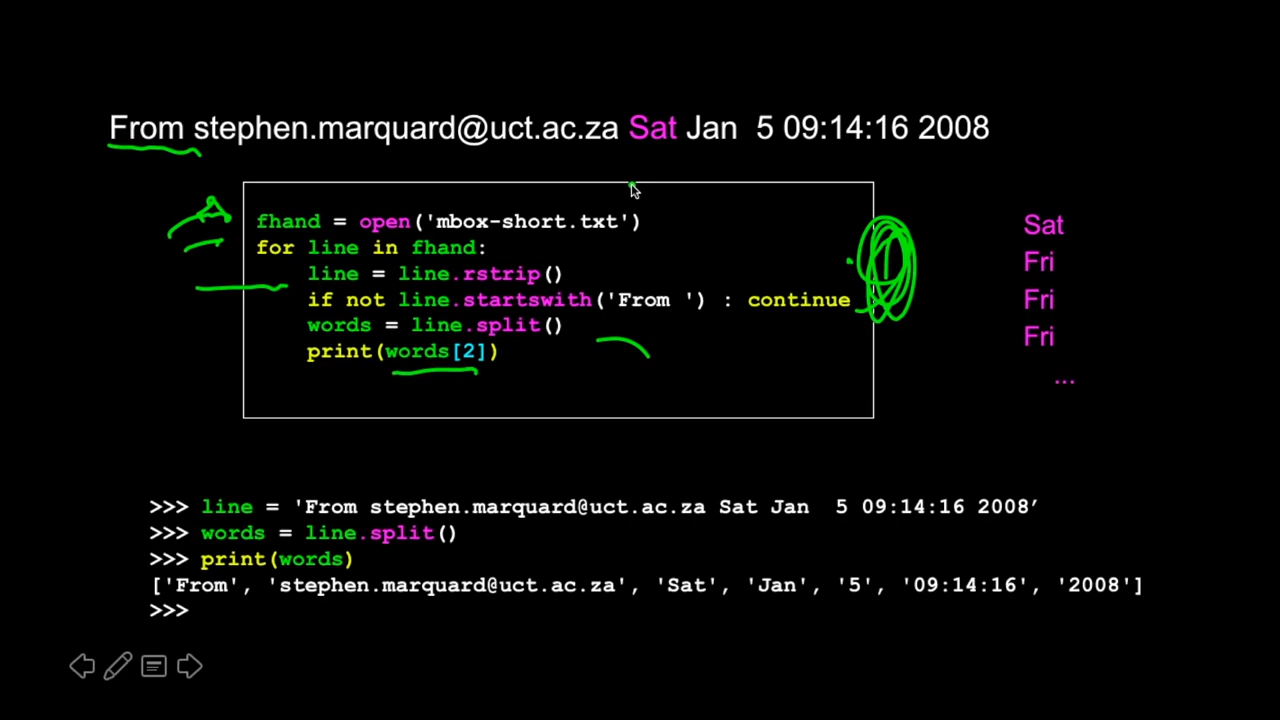 From stephen.marquard@uct.ac.za Sat Jan  5 09:14:16 2008
fhand = open('mbox-short.txt')
for line in fhand:
    line = line.rstrip()
    if not line.startswith('From ') : continue
    words = line.split()
    print(words[2])
Sat
Fri
Fri
Fri
...
>>> line = 'From stephen.marquard@uct.ac.za Sat Jan  5 09:14:16 2008’
>>> words = line.split()
>>> print(words)
['From', 'stephen.marquard@uct.ac.za', 'Sat', 'Jan', '5', '09:14:16', '2008']
>>>